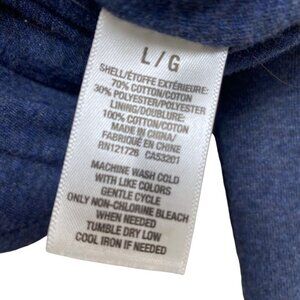 L/G
SHELL/ÉTOFFE EXTÉRIEURE:
70% COTTON/COTON
30% POLYESTER/POLYESTER
LINING/DOUBLURE:
100% COTTON/COTON
MADE IN CHINA/
FABRIQUÉ EN CHINE
RN121726 CA53201
MACHINE WASH COLD
WITH LIKE COLORS
GENTLE CYCLE
ONLY NON-CHLORINE BLEACH
WHEN NEEDED
TUMBLE DRY LOW
COOL IRON IF NEEDED